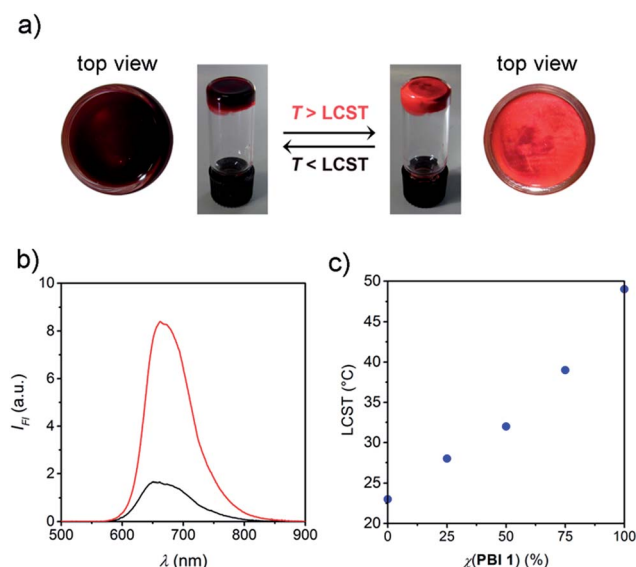 a)
top view
top view
T > LCST
T < LCST
b)
10
8
6
4
2
0
I_Fl (a.u.)
500
600
700
800
900
λ (nm)
c)
50
45
40
35
30
25
20
LCST (°C)
0
25
50
75
100
χ(PBI 1) (%)